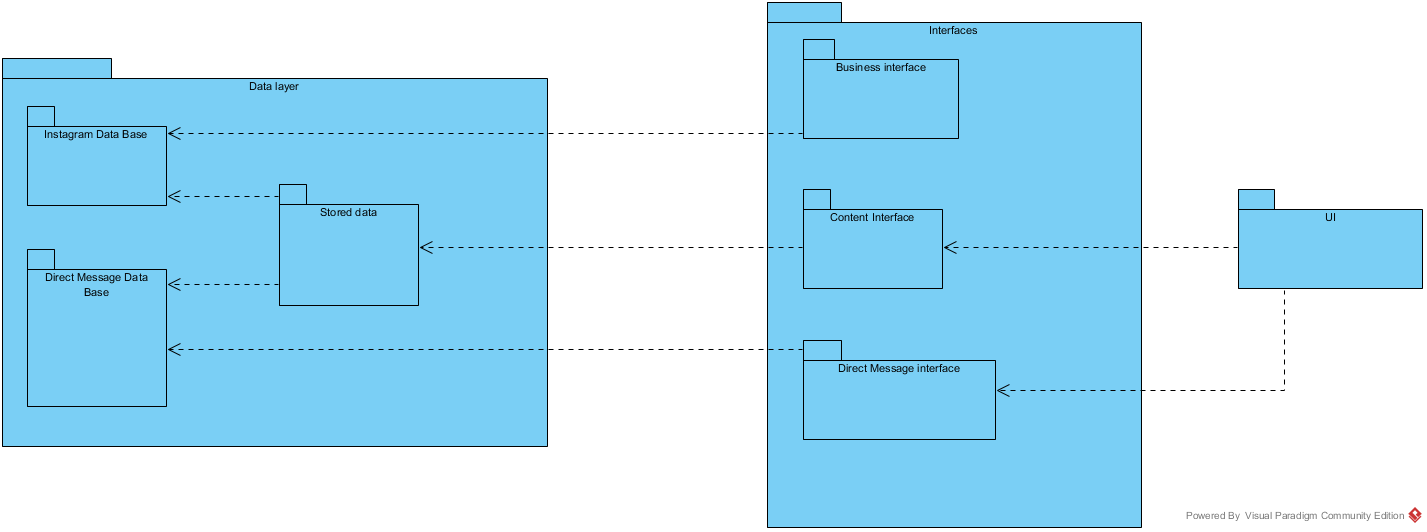 Data layer
Instagram Data Base
Stored data
Direct Message Data
Base
Interfaces
Business interface
Content Interface
Direct Message interface
UI
Powered By Visual Paradigm Community Edition